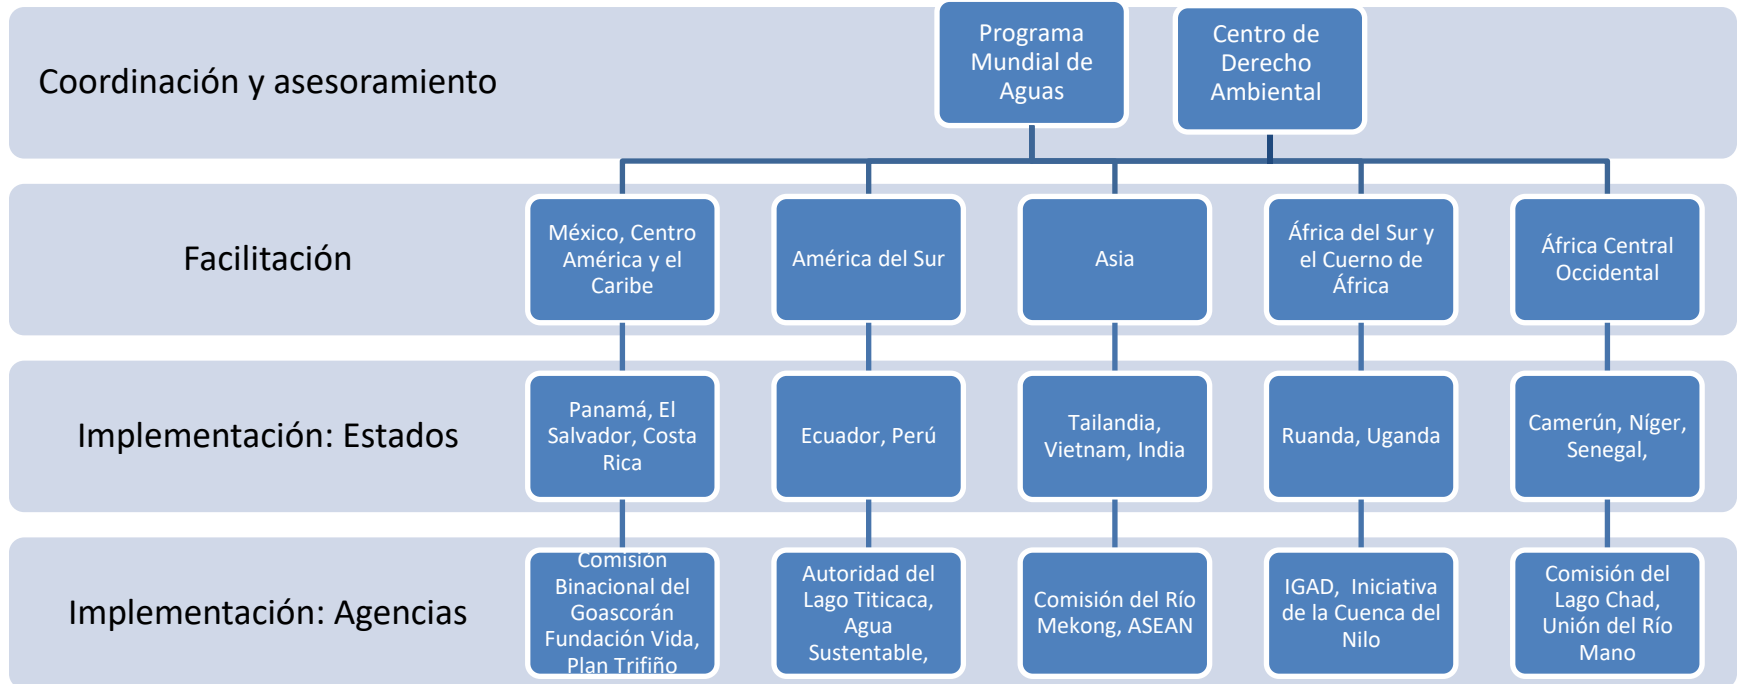 Programa
Mundial de
Aguas
Centro de
Derecho
Ambiental
Coordinación y asesoramiento
Facilitación
México, Centro
América y el
Caribe
América del Sur
Asia
África del Sur y
el Cuerno de
África
África Central
Occidental
Implementación: Estados
Panamá, El
Salvador, Costa
Rica
Ecuador, Perú
Tailandia,
Vietnam, India
Ruanda, Uganda
Camerún, Níger,
Senegal,
Implementación: Agencias
Comisión
Binacional del
Goascorán
Fundación Vida,
Plan Trifiño
Autoridad del
Lago Titicaca,
Agua
Sustentable,
Comisión del Río
Mekong, ASEAN
IGAD, Iniciativa
de la Cuenca del
Nilo
Comisión del
Lago Chad,
Unión del Río
Mano